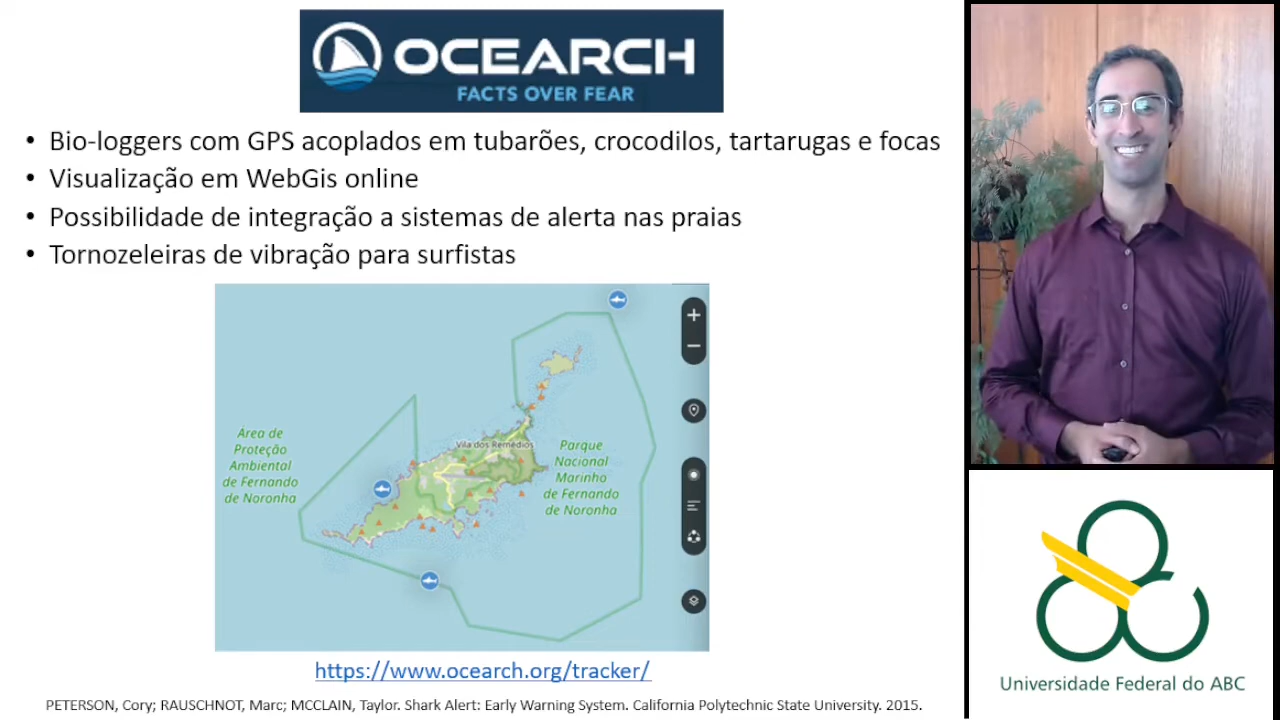 OCEARCH
FACTS OVER FEAR
• Bio-loggers com GPS acoplados em tubarões, crocodilos, tartarugas e focas
• Visualização em WebGis online
• Possibilidade de integração a sistemas de alerta nas praias
• Tornozeleiras de vibração para surfistas
Vila dos Remédios
Área de
Proteção
Ambiental
de Fernando
de Noronha
Parque
Nacional
Marinho
de Fernando
de Noronha
https://www.ocearch.org/tracker/
PETERSON, Cory; RAUSCHNOT, Marc; MCCLAIN, Taylor. Shark Alert: Early Warning System. California Polytechnic State University. 2015.
Universidade Federal do ABC